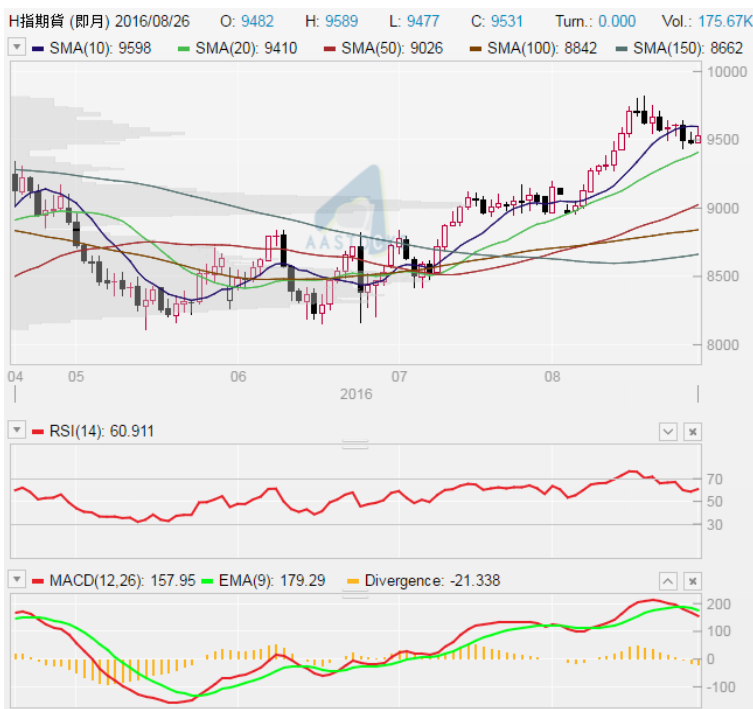 H指期貨 (即月) 2016/08/26 O: 9482 H: 9589 L: 9477 C: 9531 Turn.: 0.000 Vol.: 175.67K
SMA(10): 9598 SMA(20): 9410 SMA(50): 9026 SMA(100): 8842 SMA(150): 8662
10000
9500
9000
AASTOCKS
8500
8000
04 05 06 07 08
2016
RSI(14): 60.911
70
50
30
MACD(12,26): 157.95 EMA(9): 179.29 Divergence: -21.338
200
100
0
-100